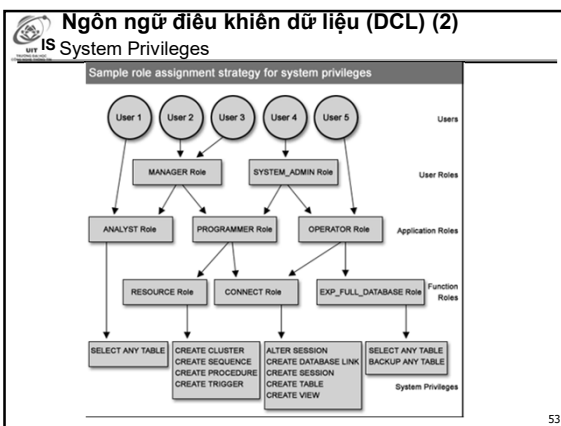 Ngôn ngữ điều khiên dữ liệu (DCL) (2)
UIT
IS System Privileges
Sample role assignment strategy for system privileges
User 1
User 2
User 3
User 4
User 5
Users
MANAGER Role
SYSTEM_ADMIN Role
User Roles
ANALYST Role
PROGRAMMER Role
OPERATOR Role
Application Roles
RESOURCE Role
CONNECT Role
EXP_FULL_DATABASE Role
Function
Roles
SELECT ANY TABLE
CREATE CLUSTER
CREATE SEQUENCE
CREATE PROCEDURE
CREATE TRIGGER
ALTER SESSION
CREATE DATABASE LINK
CREATE SESSION
CREATE TABLE
CREATE VIEW
SELECT ANY TABLE
BACKUP ANY TABLE
System Privileges
53